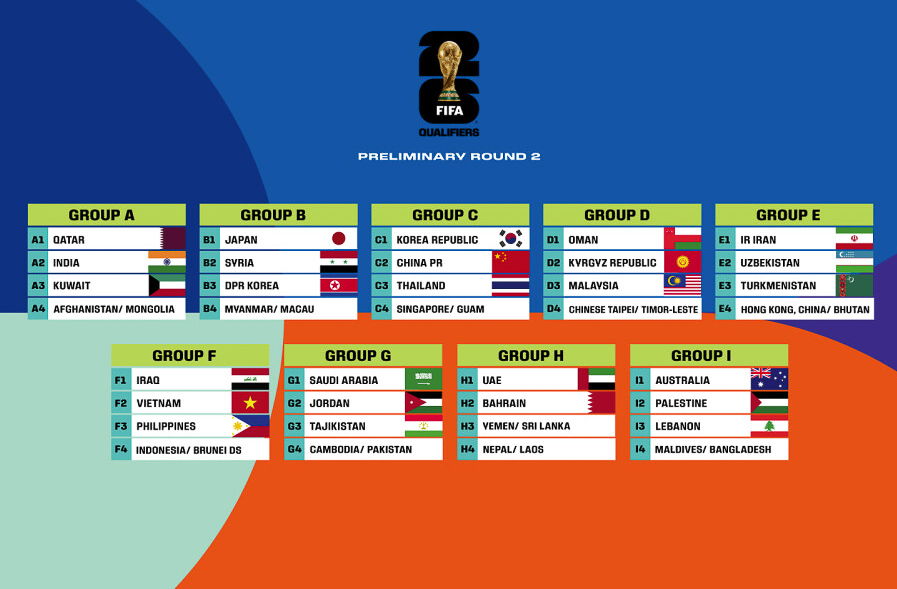 26
FIFA
QUALIFIERS
PRELIMINARY ROUND 2
GROUP A
A1 QATAR
A2 INDIA
A3 KUWAIT
A4 AFGHANISTAN/ MONGOLIA
GROUP B
B1 JAPAN
B2 SYRIA
B3 DPR KOREA
B4 MYANMAR/ MACAU
GROUP C
C1 KOREA REPUBLIC
C2 CHINA PR
C3 THAILAND
C4 SINGAPORE/ GUAM
GROUP D
D1 OMAN
D2 KYRGYZ REPUBLIC
D3 MALAYSIA
D4 CHINESE TAIPEI/ TIMOR-LESTE
GROUP E
E1 IR IRAN
E2 UZBEKISTAN
E3 TURKMENISTAN
E4 HONG KONG, CHINA/ BHUTAN
GROUP F
F1 IRAQ
F2 VIETNAM
F3 PHILIPPINES
F4 INDONESIA/ BRUNEI DS
GROUP G
G1 SAUDI ARABIA
G2 JORDAN
G3 TAJIKISTAN
G4 CAMBODIA/ PAKISTAN
GROUP H
H1 UAE
H2 BAHRAIN
H3 YEMEN/ SRI LANKA
H4 NEPAL/ LAOS
GROUP I
I1 AUSTRALIA
I2 PALESTINE
I3 LEBANON
I4 MALDIVES/ BANGLADESH